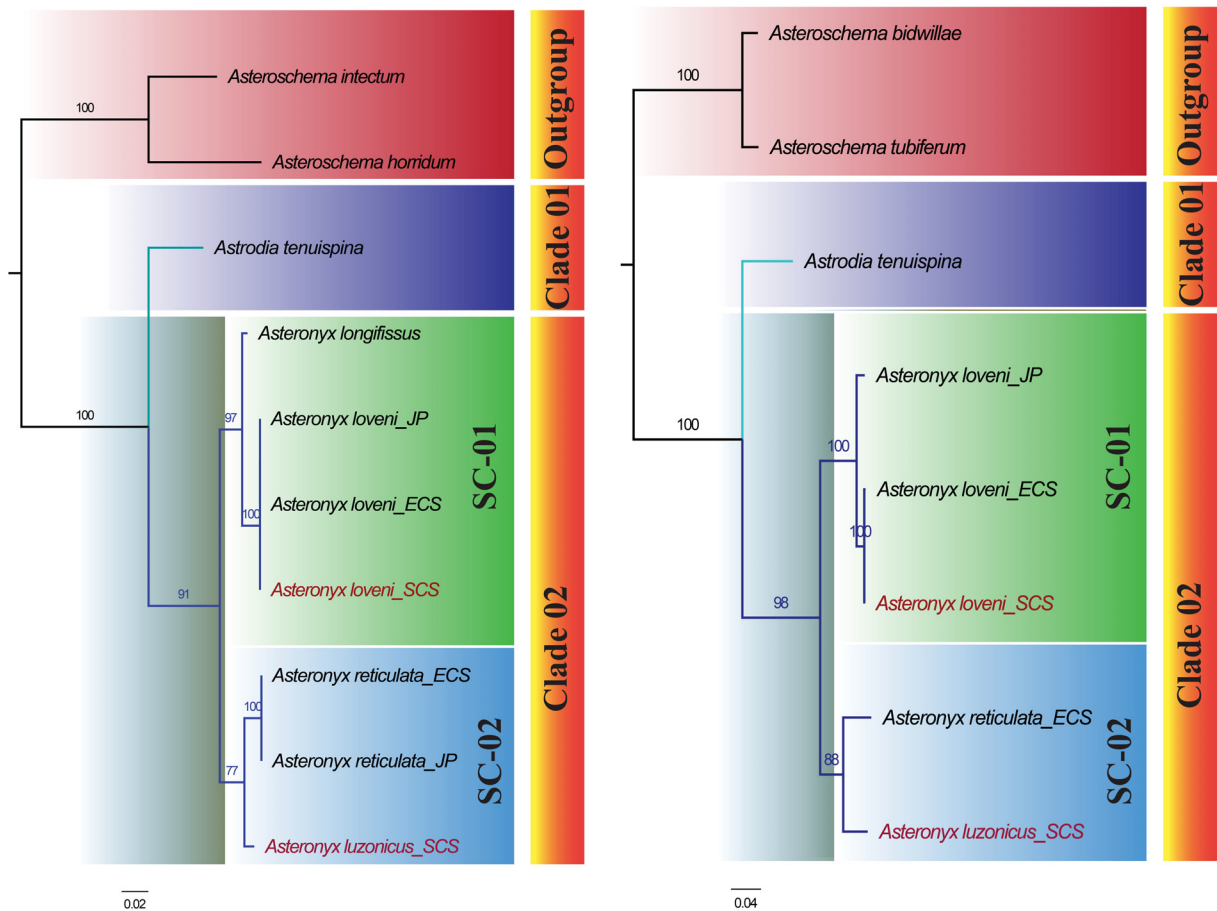 Asteroschema intectum
100
Asteroschema horridum
Outgroup
Astrodia tenuispina
Clade 01
100
Asteronyx longifissus
97
Asteronyx loveni_JP
Asteronyx loveni_ECS
100
Asteronyx loveni_SCS
SC-01
91
Asteronyx reticulata_ECS
100
Asteronyx reticulata_JP
77
Asteronyx luzonicus_SCS
SC-02
Clade 02
0.02
Asteroschema bidwillae
100
Asteroschema tubiferum
Outgroup
Astrodia tenuispina
Clade 01
100
Asteronyx loveni_JP
100
Asteronyx loveni_ECS
100
Asteronyx loveni_SCS
SC-01
98
Asteronyx reticulata_ECS
88
Asteronyx luzonicus_SCS
SC-02
Clade 02
0.04